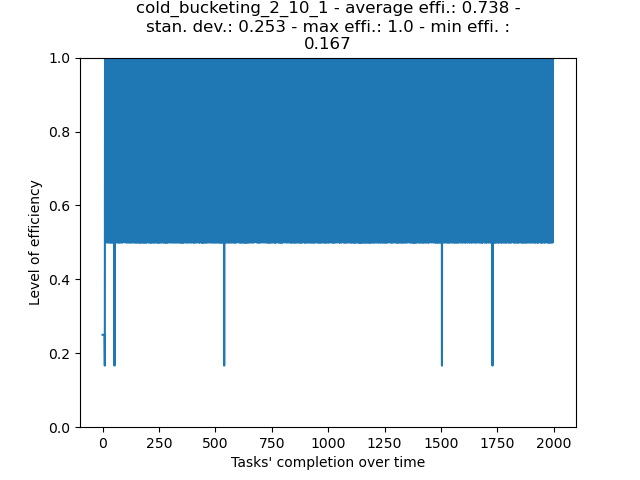 cold_bucketing_2_10_1 - average effi.: 0.738 -
stan. dev.: 0.253 - max effi.: 1.0 - min effi. :
0.167
1.0
0.8
0.6
0.4
0.2
0.0
Level of efficiency
0 250 500 750 1000 1250 1500 1750 2000
Tasks' completion over time